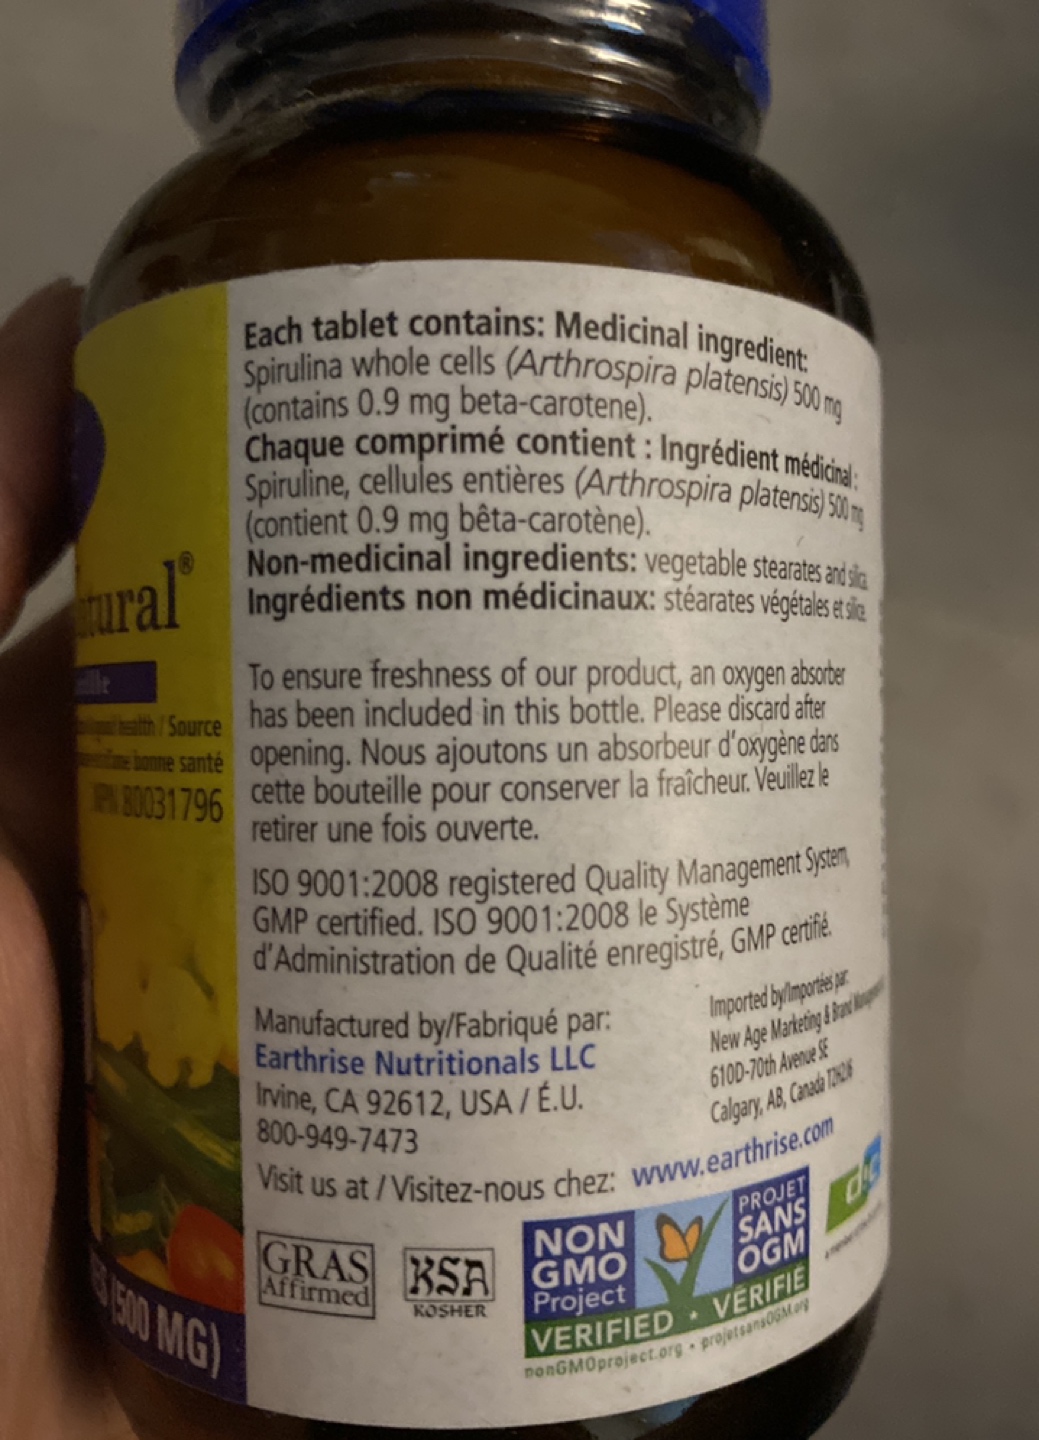 Each tablet contains: Medicinal ingredient:
Spirulina whole cells (Arthrospira platensis) 500 mg
(contains 0.9 mg beta-carotene).
Chaque comprimé contient : Ingrédient médicinal :
Spiruline, cellules entières (Arthrospira platensis) 500 mg
(contient 0.9 mg bêta-carotène).
Non-medicinal ingredients: vegetable stearates and silica.
Ingrédients non médicinaux: stéarates végétales et silice.
To ensure freshness of our product, an oxygen absorber
has been included in this bottle. Please discard after
opening. Nous ajoutons un absorbeur d'oxygène dans
cette bouteille pour conserver la fraîcheur. Veuillez le
retirer une fois ouverte.
ISO 9001:2008 registered Quality Management System,
GMP certified. ISO 9001:2008 le Système
d'Administration de Qualité enregistré, GMP certifié.
Manufactured by/Fabriqué par:
Earthrise Nutritionals LLC
Irvine, CA 92612, USA / É.U.
800-949-7473
Imported by/Importées par:
New Age Marketing & Brand
610D-70th Avenue SE
Calgary, AB, Canada
Visit us at / Visitez-nous chez: www.earthrise.com
GRAS
Affirmed
KSA
KOSHER
NON
GMO
Project
PROJET
SANS
OGM
VERIFIED • VÉRIFIÉ
nonGMOproject.org • projetsansOGM.org
health / Source
bonne santé
NPN 80031796
(500 MG)